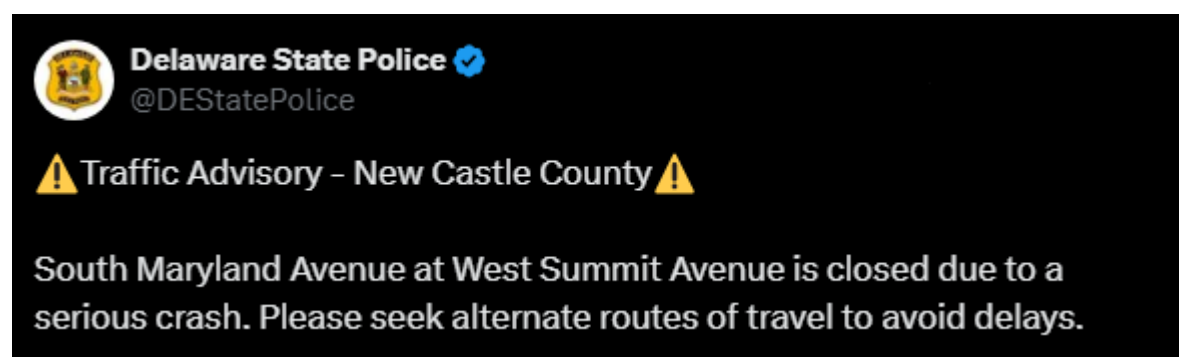 Delaware State Police
@DEStatePolice
⚠️Traffic Advisory - New Castle County⚠️
South Maryland Avenue at West Summit Avenue is closed due to a
serious crash. Please seek alternate routes of travel to avoid delays.